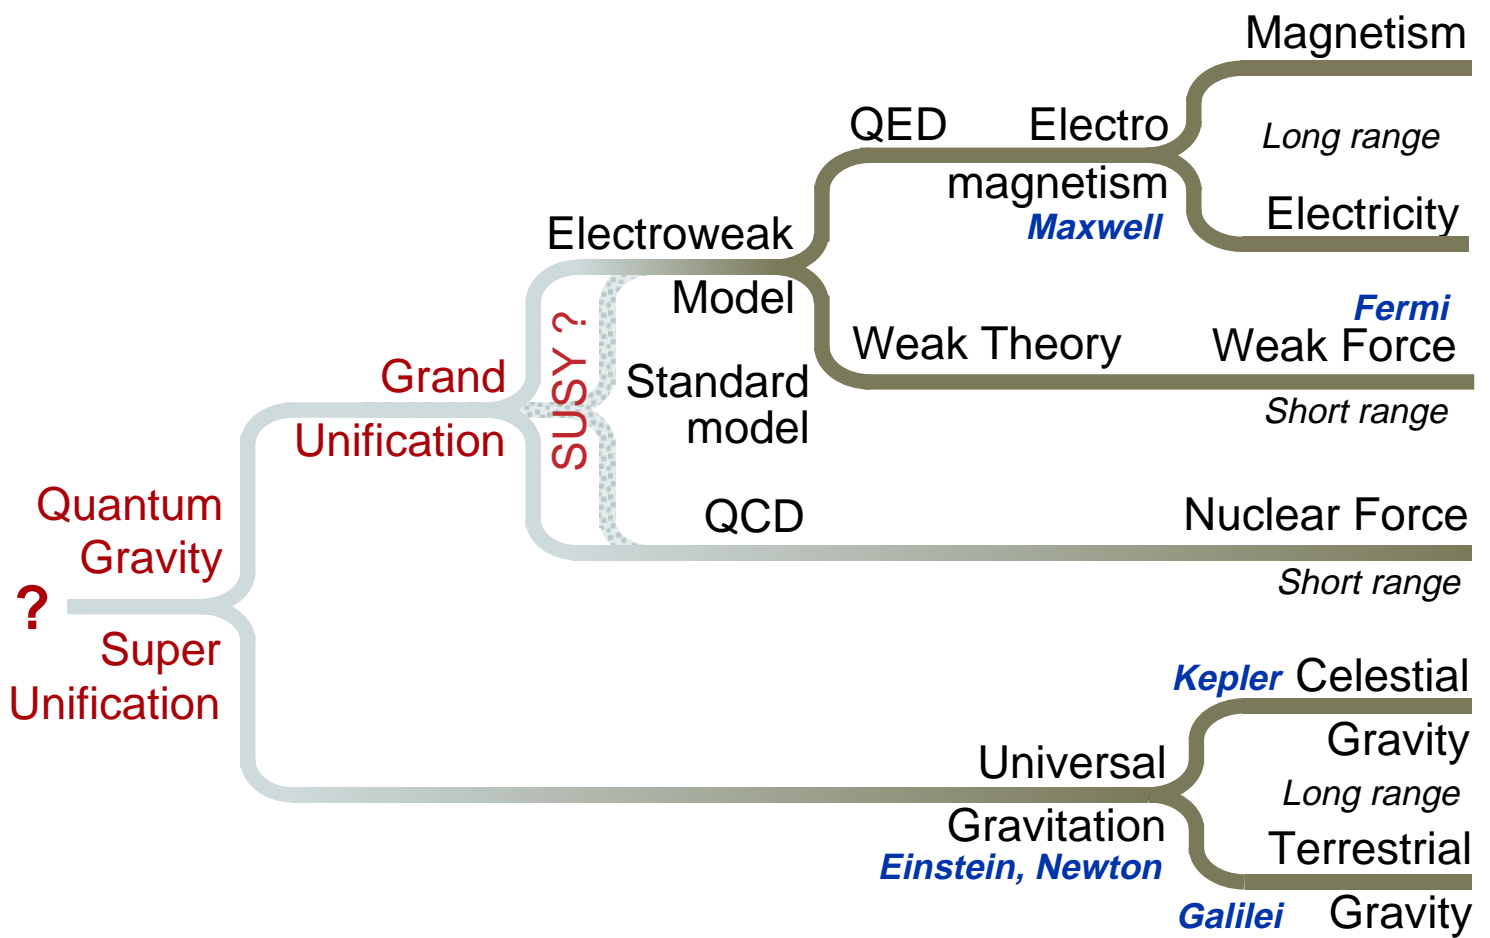 Magnetism
QED Electro
Long range
magnetism
Maxwell
Electricity
Electroweak
Model
Fermi
Weak Theory Weak Force
Short range
SUSY ?
Standard
model
Grand
Unification
QCD Nuclear Force
Short range
Quantum
Gravity
?
Super
Unification
Kepler Celestial
Gravity
Long range
Universal
Gravitation
Einstein, Newton
Terrestrial
Galilei Gravity